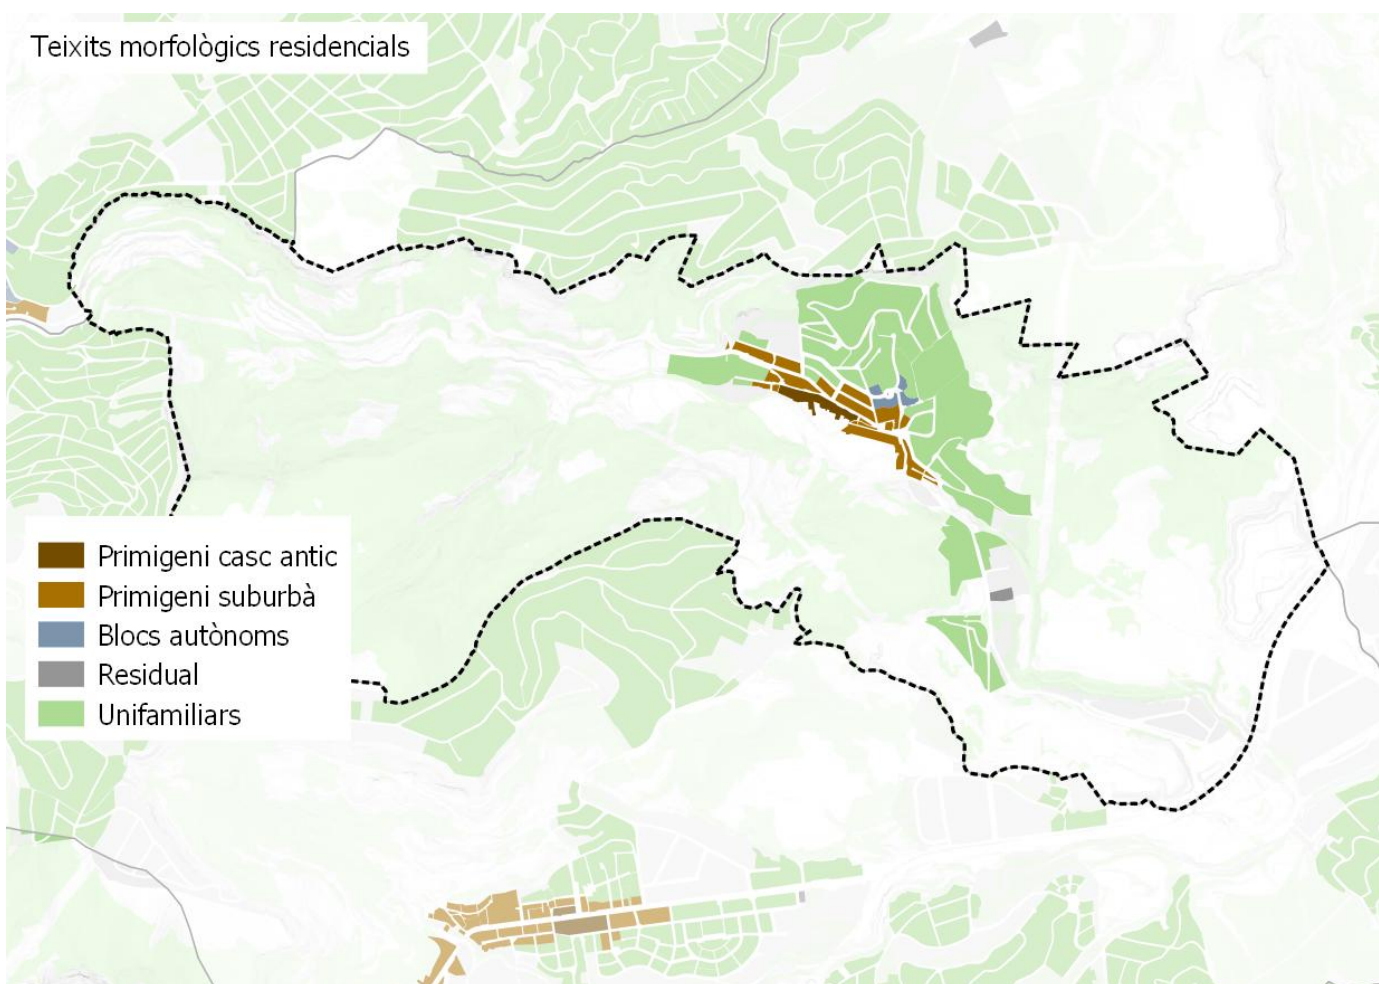 Teixits morfològics residencials
Primigeni casc antic
Primigeni suburbà
Blocs autònoms
Residual
Unifamiliars